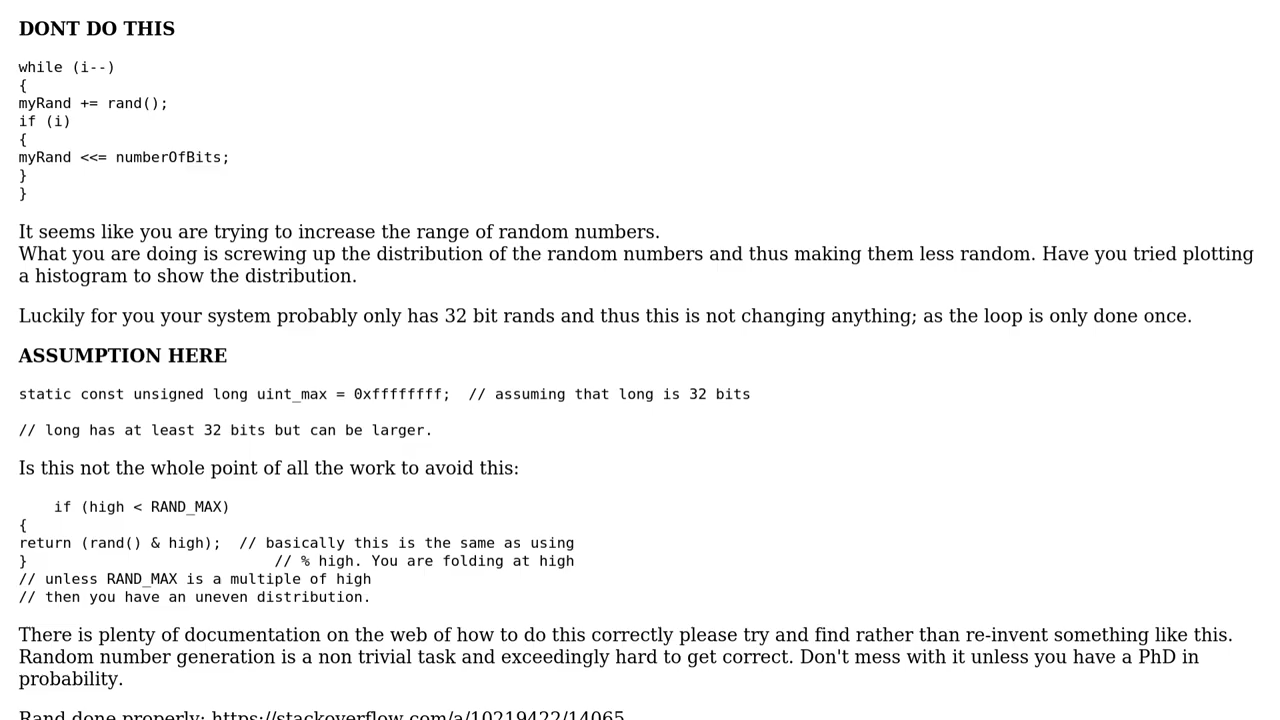 DONT DO THIS
while (i--)
{
myRand += rand();
if (i)
{
myRand <<= numberOfBits;
}
}
It seems like you are trying to increase the range of random numbers.
What you are doing is screwing up the distribution of the random numbers and thus making them less random. Have you tried plotting
a histogram to show the distribution.
Luckily for you your system probably only has 32 bit rands and thus this is not changing anything; as the loop is only done once.
ASSUMPTION HERE
static const unsigned long uint_max = 0xffffffff;  // assuming that long is 32 bits
// long has at least 32 bits but can be larger.
Is this not the whole point of all the work to avoid this:
    if (high < RAND_MAX)
{
return (rand() & high);  // basically this is the same as using
}                            // % high. You are folding at high
// unless RAND_MAX is a multiple of high
// then you have an uneven distribution.
There is plenty of documentation on the web of how to do this correctly please try and find rather than re-invent something like this.
Random number generation is a non trivial task and exceedingly hard to get correct. Don't mess with it unless you have a PhD in
probability.
Rand done properly: https://stackoverflow.com/a/10219422/14065